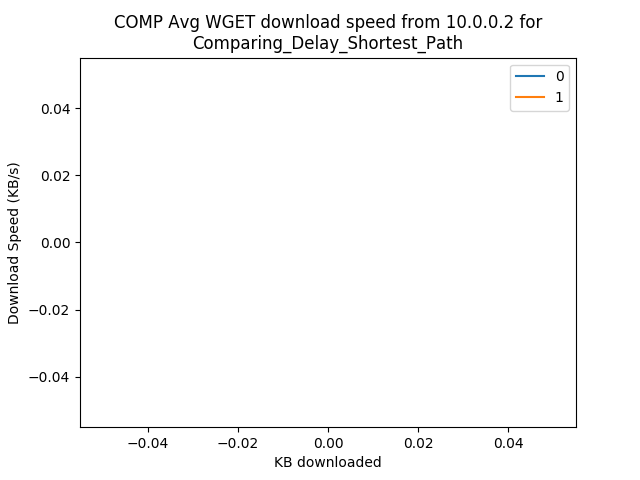 COMP Avg WGET download speed from 10.0.0.2 for
Comparing_Delay_Shortest_Path
0
1
0.04
0.02
0.00
−0.02
−0.04
Download Speed (KB/s)
−0.04 −0.02 0.00 0.02 0.04
KB downloaded